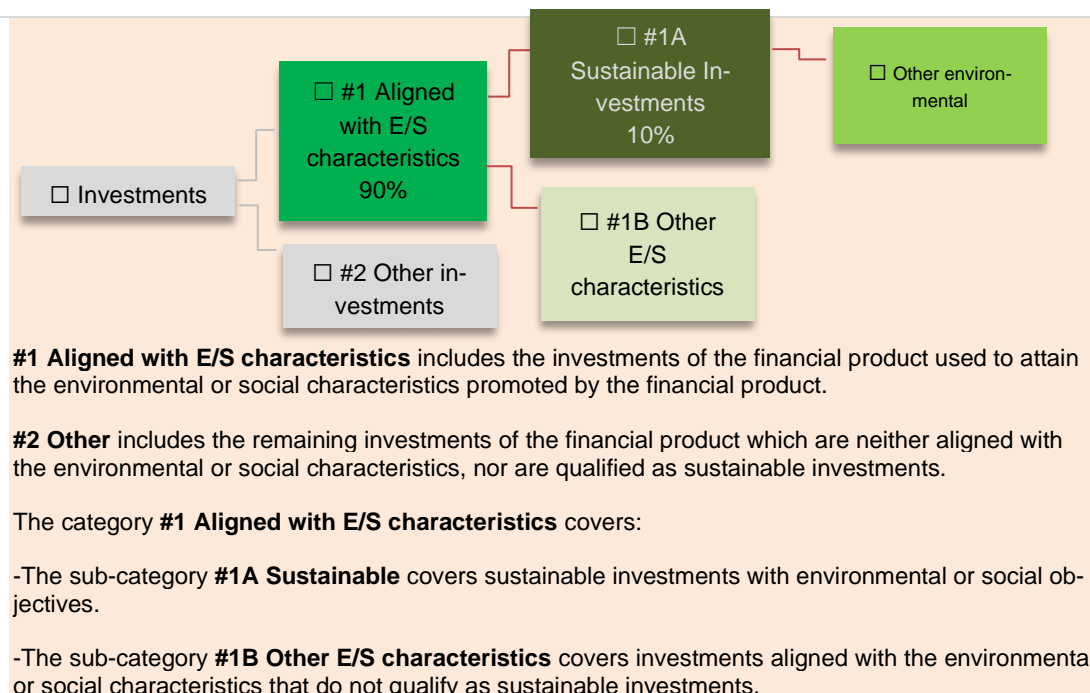 ☐ #1A
Sustainable In-
vestments
10%
☐ Other environ-
mental
☐ #1 Aligned
with E/S
characteristics
90%
☐ Investments
☐ #1B Other
E/S
characteristics
☐ #2 Other in-
vestments
#1 Aligned with E/S characteristics includes the investments of the financial product used to attain
the environmental or social characteristics promoted by the financial product.
#2 Other includes the remaining investments of the financial product which are neither aligned with
the environmental or social characteristics, nor are qualified as sustainable investments.
The category #1 Aligned with E/S characteristics covers:
-The sub-category #1A Sustainable covers sustainable investments with environmental or social ob-
jectives.
-The sub-category #1B Other E/S characteristics covers investments aligned with the environmenta
or social characteristics that do not qualify as sustainable investments.